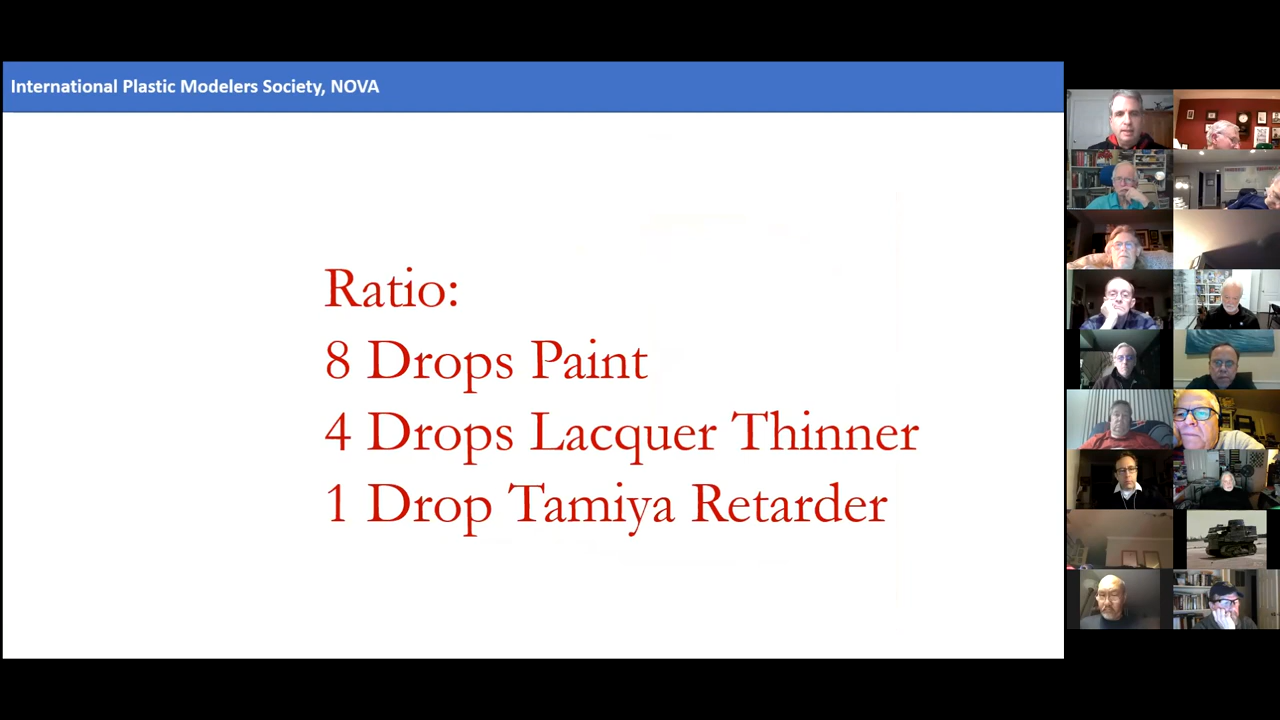 International Plastic Modelers Society, NOVA
Ratio:
8 Drops Paint
4 Drops Lacquer Thinner
1 Drop Tamiya Retarder